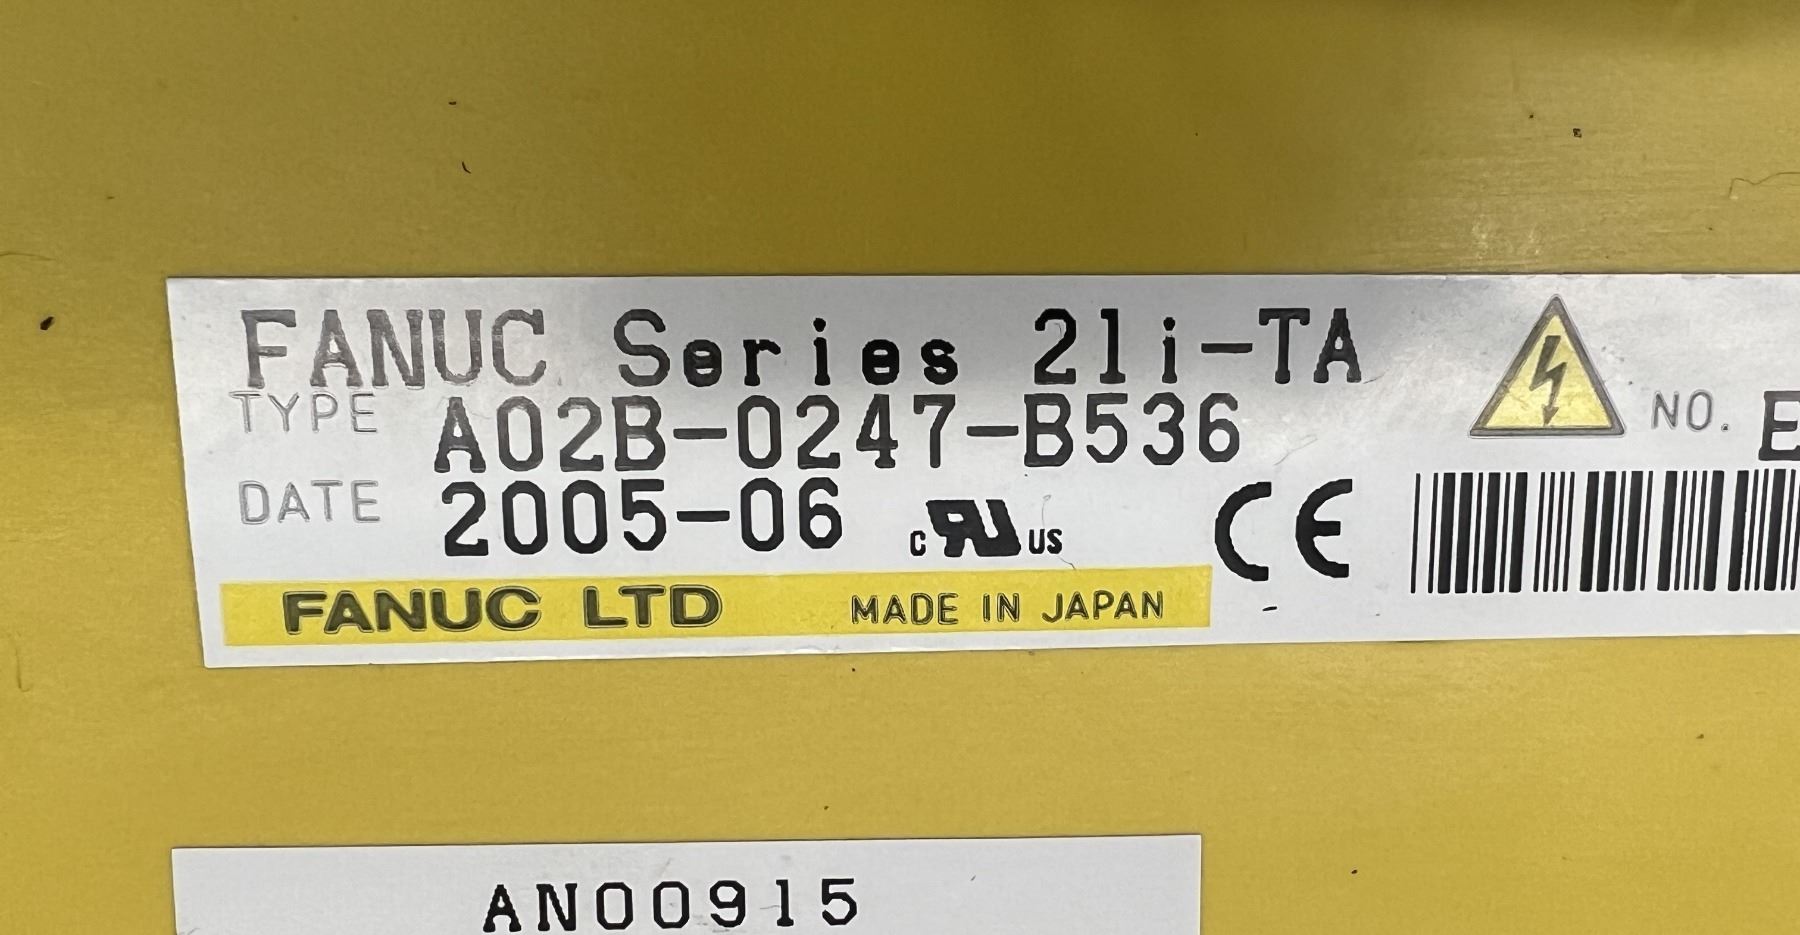 FANUC Series 21i-TA
TYPE A02B-0247-B536
NO. E
DATE 2005-06
c RU US CE
FANUC LTD MADE IN JAPAN
AN00915